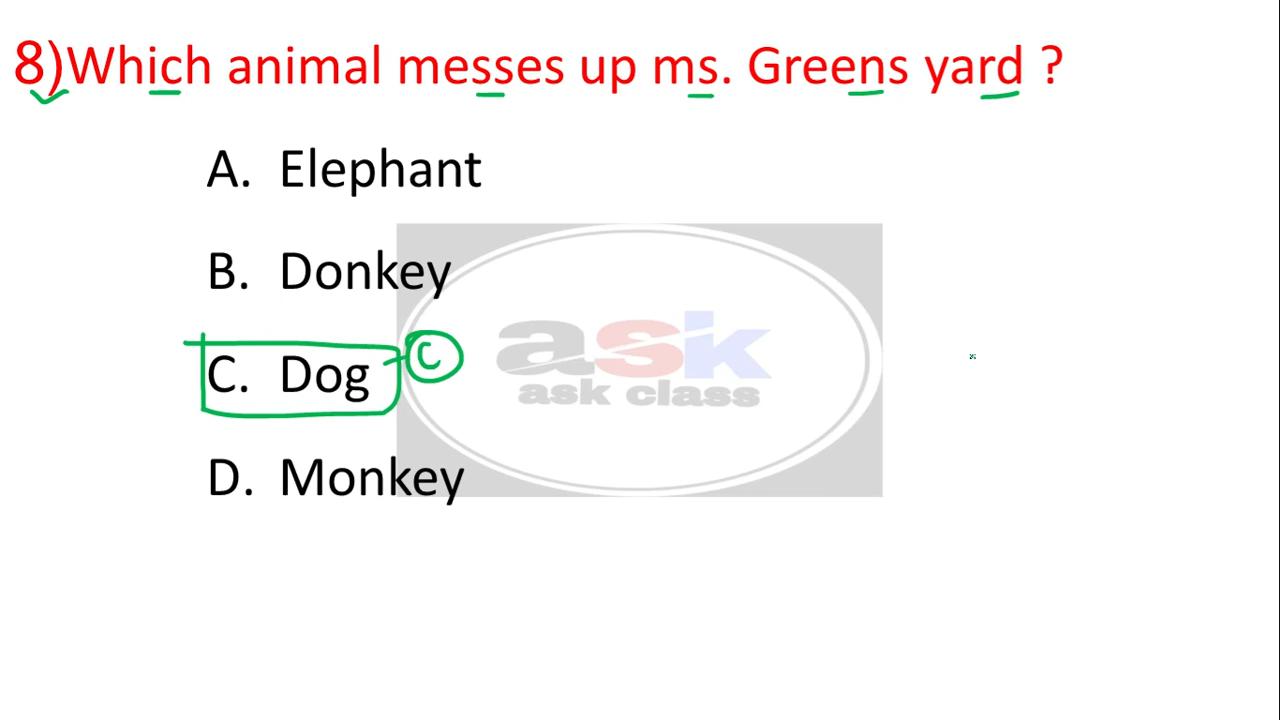 8)Which animal messes up ms. Greens yard ?
A. Elephant
B. Donkey
C. Dog C
D. Monkey
ask
ask class